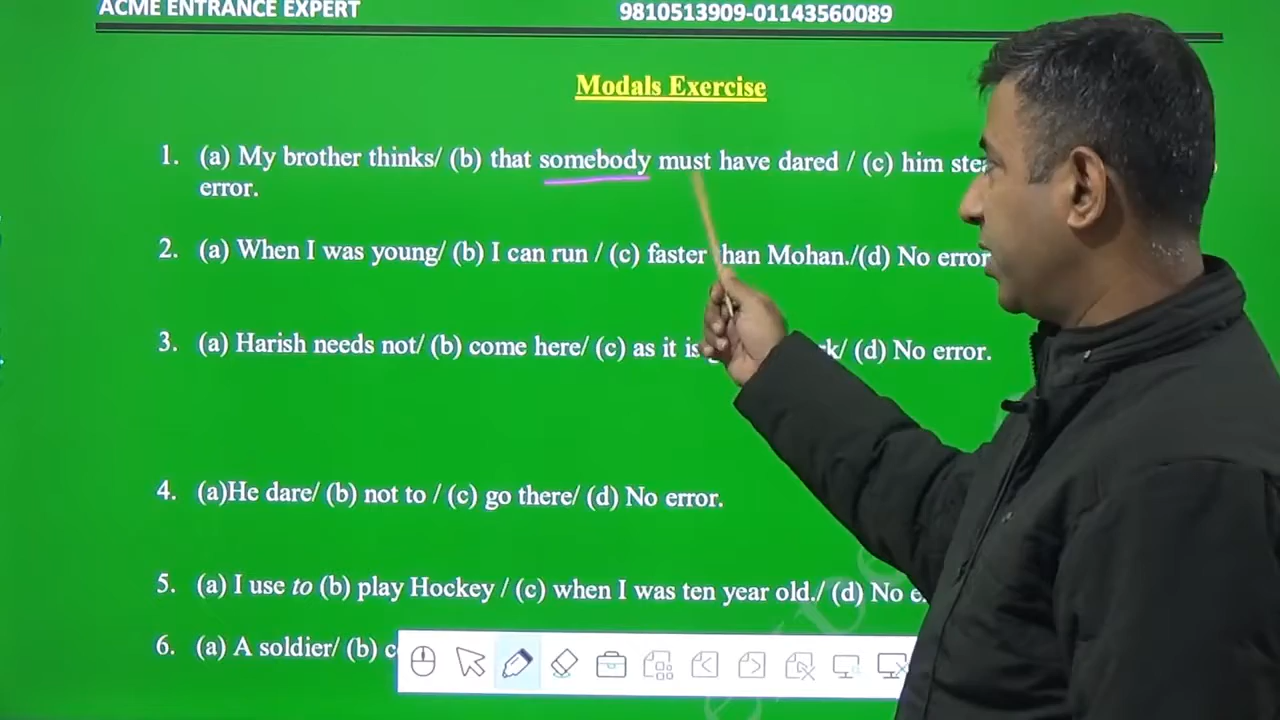 ACME ENTRANCE EXPERT 9810513909-01143560089
Modals Exercise
1. (a) My brother thinks/ (b) that somebody must have dared / (c) him
error.
2. (a) When I was young/ (b) I can run / (c) faster than Mohan./(d) No error
3. (a) Harish needs not/ (b) come here/ (c) as it is / (d) No error.
4. (a)He dare/ (b) not to / (c) go there/ (d) No error.
5. (a) I use to (b) play Hockey / (c) when I was ten year old./ (d) No
6. (a) A soldier/ (b)